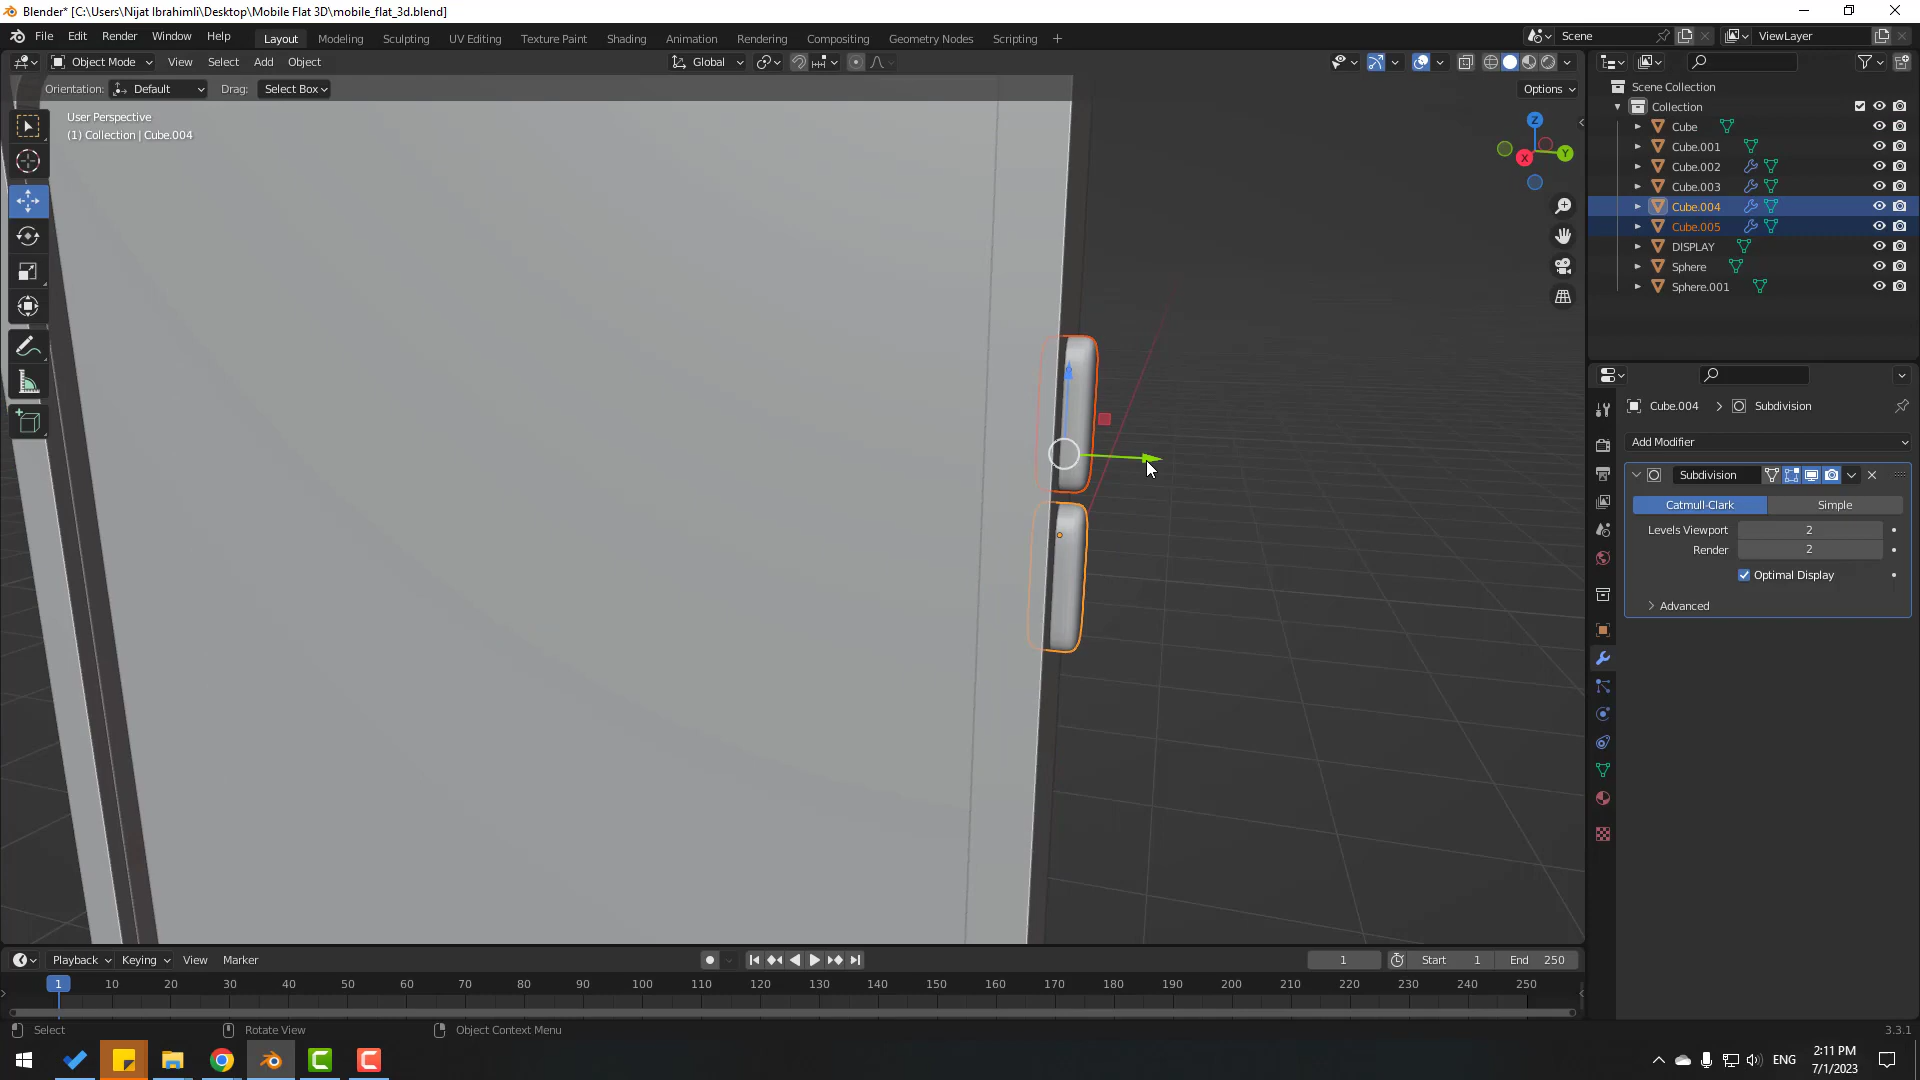 Blender* [C:\Users\Nijat Ibrahimli\Desktop\Mobile Flat 3D\mobile_flat_3d.blend]
File Edit Render Window Help Layout Modeling Sculpting UV Editing Texture Paint Shading Animation Rendering Compositing Geometry Nodes Scripting + Scene ViewLayer
Object Mode View Select Add Object Global
Orientation: Default Drag: Select Box Options
User Perspective
(1) Collection | Cube.004
Z
Y
X
Scene Collection
Collection
Cube
Cube.001
Cube.002
Cube.003
Cube.004
Cube.005
DISPLAY
Sphere
Sphere.001
Cube.004 > Subdivision
Add Modifier
Subdivision
Catmull-Clark Simple
Levels Viewport 2
Render 2
Optimal Display
Advanced
Playback Keying View Marker 1 Start 1 End 250
1 10 20 30 40 50 60 70 80 90 100 110 120 130 140 150 160 170 180 190 200 210 220 230 240 250
Select Rotate View Object Context Menu 3.3.1
ENG
2:11 PM
7/1/2023